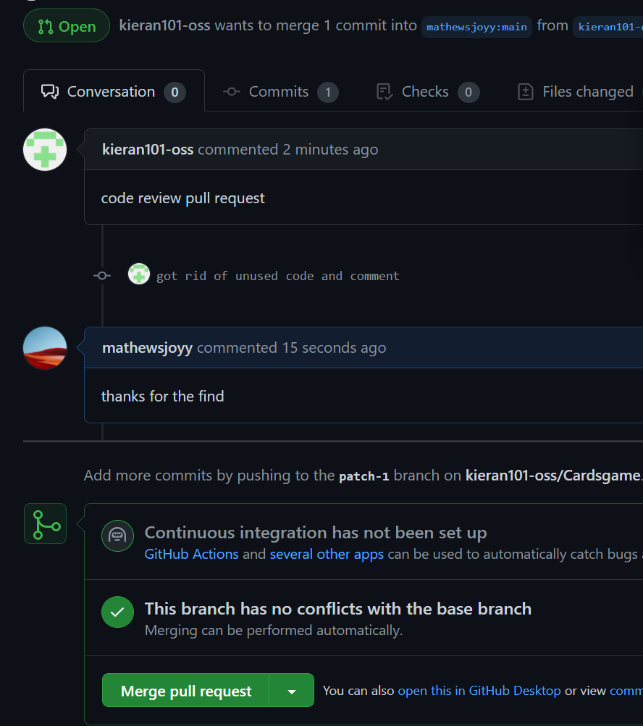 Open kieran101-oss wants to merge 1 commit into mathewsjoyy:main from kieran101-
Conversation 0 Commits 1 Checks 0 Files changed
kieran101-oss commented 2 minutes ago
code review pull request
got rid of unused code and comment
mathewsjoyy commented 15 seconds ago
thanks for the find
Add more commits by pushing to the patch-1 branch on kieran101-oss/Cardsgame.
Continuous integration has not been set up
GitHub Actions and several other apps can be used to automatically catch bugs
This branch has no conflicts with the base branch
Merging can be performed automatically.
Merge pull request You can also open this in GitHub Desktop or view